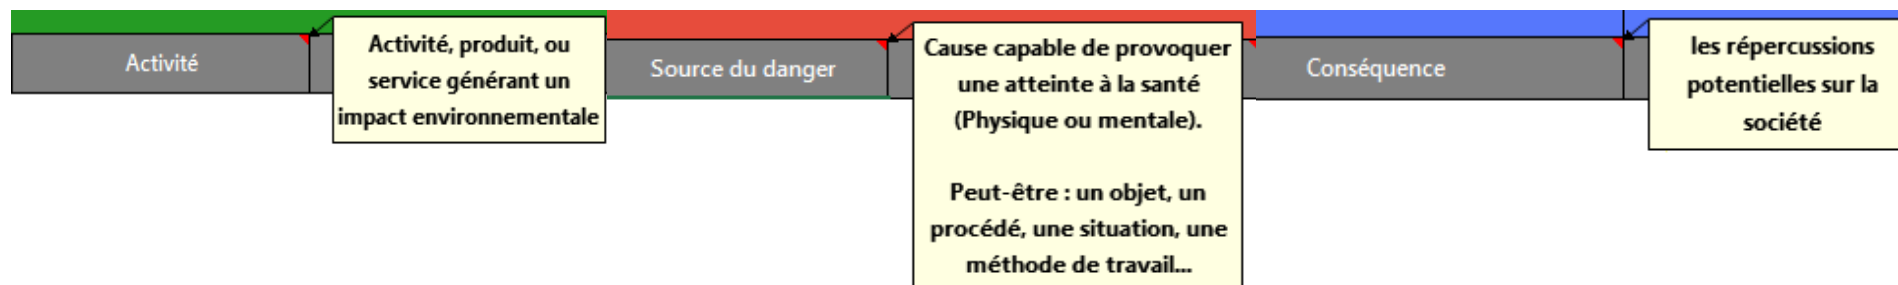 Activité
Activité, produit, ou
service générant un
impact environnementale
Source du danger
Cause capable de provoquer
une atteinte à la santé
(Physique ou mentale).
Peut-être : un objet, un
procédé, une situation, une
méthode de travail...
Conséquence
les répercussions
potentielles sur la
société